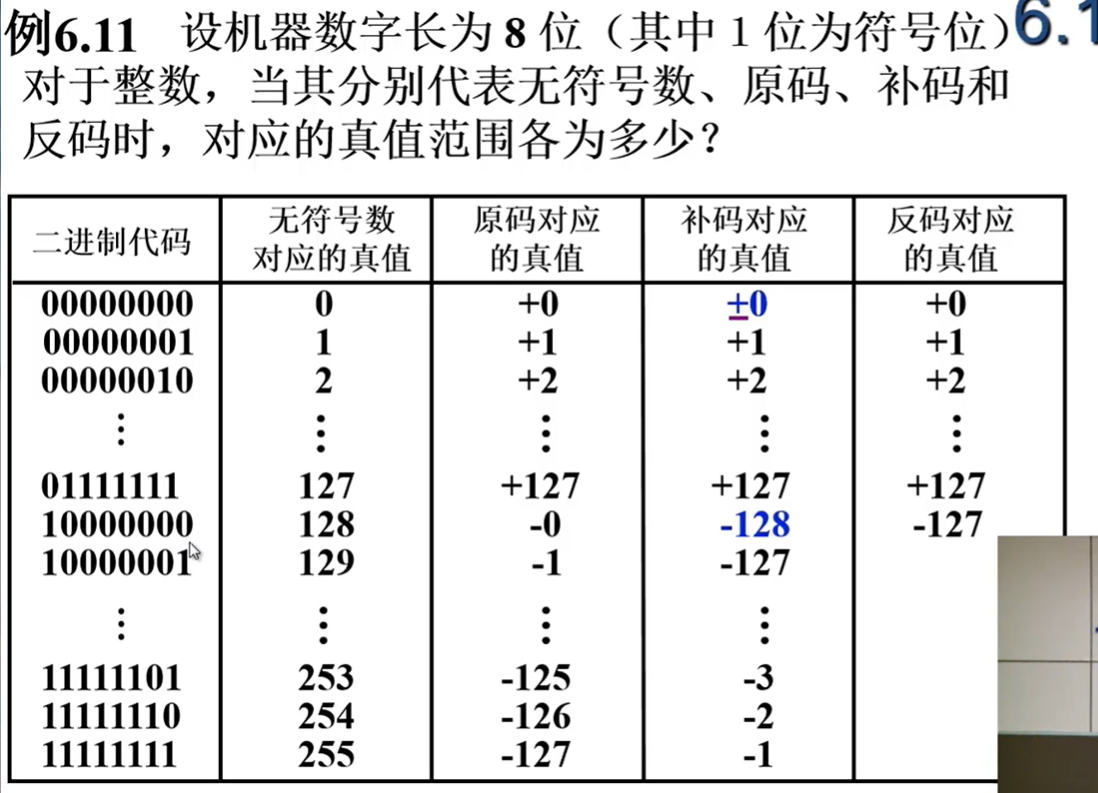 例6.11 设机器数字长为 8 位（其中 1 位为符号位） 6.1
对于整数，当其分别代表无符号数、原码、补码和
反码时，对应的真值范围各为多少？
二进制代码 无符号数对应的真值 原码对应的真值 补码对应的真值 反码对应的真值
00000000 0 +0 ±0 +0
00000001 1 +1 +1 +1
00000010 2 +2 +2 +2
⋮ ⋮ ⋮ ⋮ ⋮
01111111 127 +127 +127 +127
10000000 128 -0 -128 -127
10000001 129 -1 -127
⋮ ⋮ ⋮ ⋮
11111101 253 -125 -3
11111110 254 -126 -2
11111111 255 -127 -1